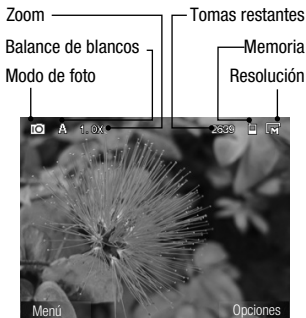 Zoom
Tomas restantes
Balance de blancos
Memoria
Modo de foto
Resolución
A 1.0X 2639 M
Menú Opciones